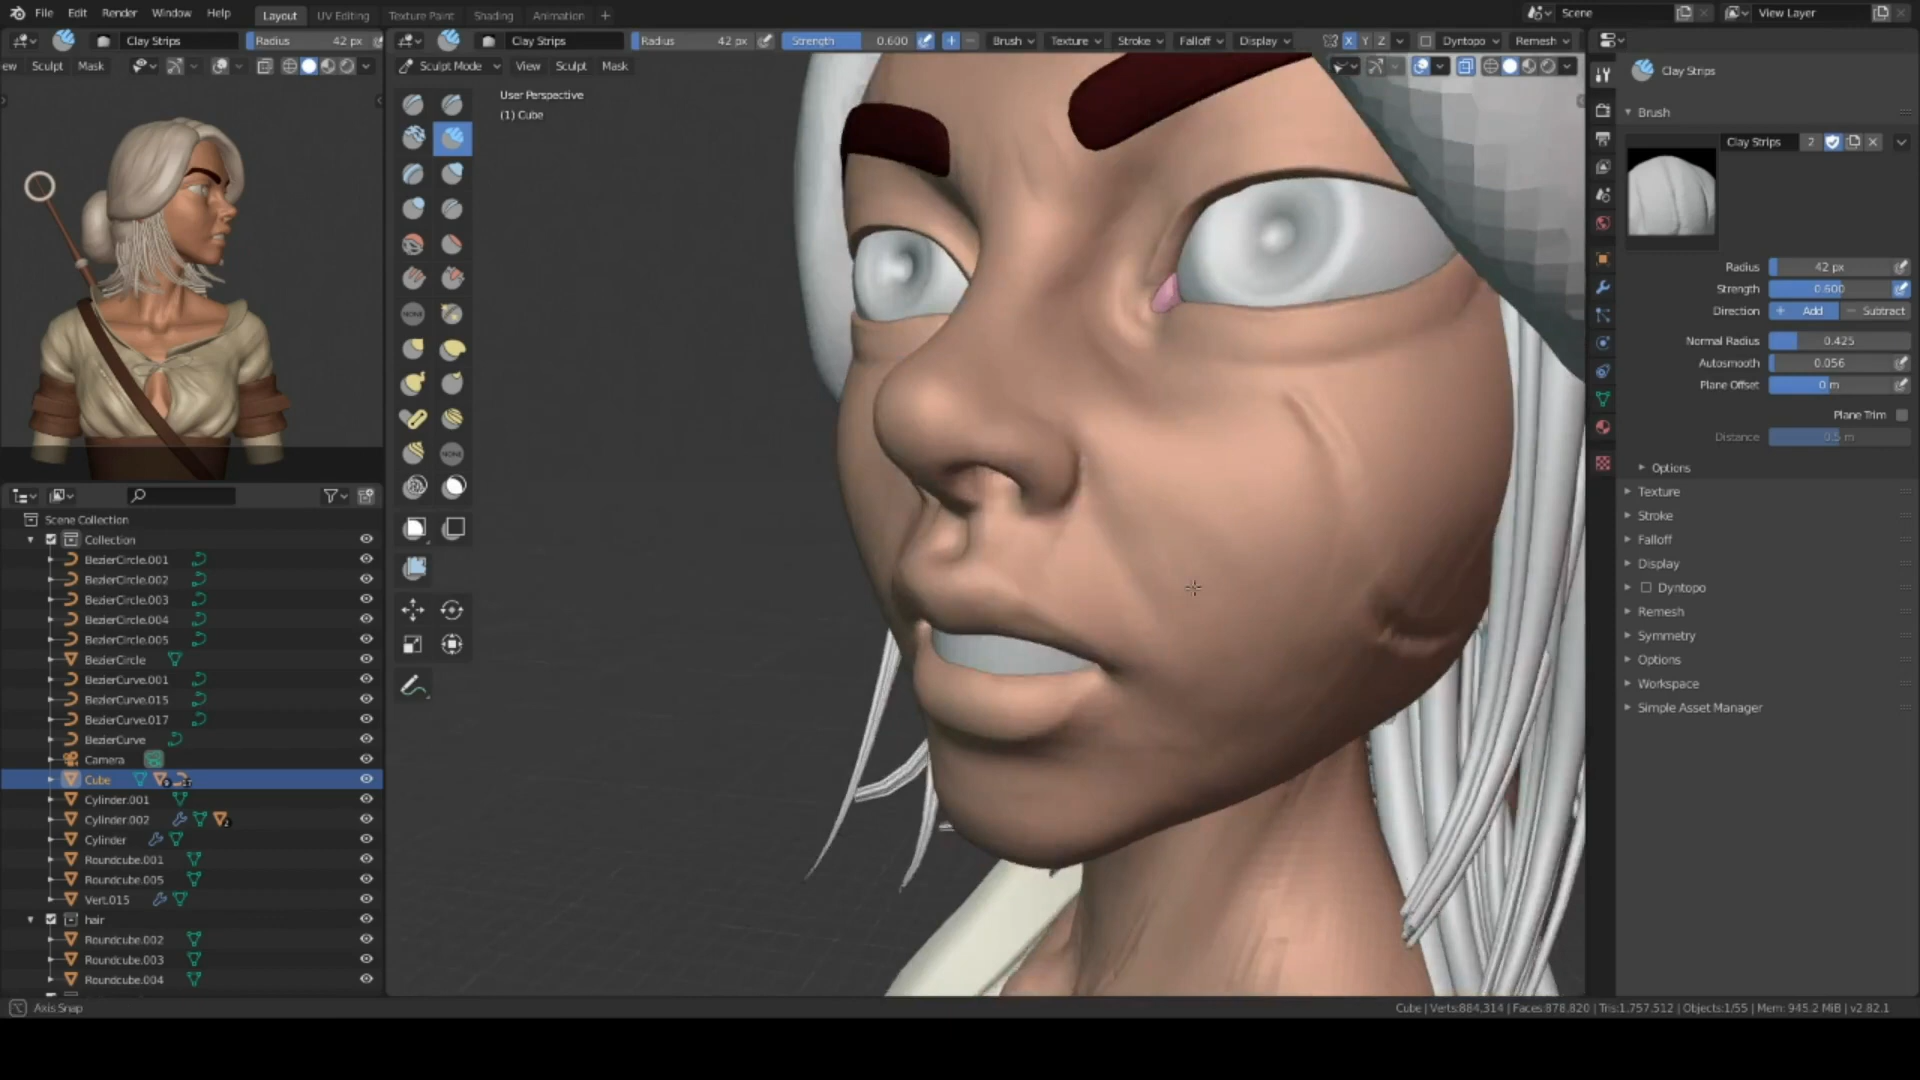 File Edit Render Window Help Layout UV Editing Texture Paint Shading Animation + Scene View Layer
Clay Strips Radius 42 px Clay Strips Radius 42 px Strength 0.600 Brush Texture Stroke Falloff Display X Y Z Dyntopo Remesh
ew Sculpt Mask Sculpt Mode View Sculpt Mask Clay Strips
User Perspective
(1) Cube
Brush
Clay Strips 2
NONE
NONE
Radius 42 px
Strength 0.600
Direction + Add Subtract
Normal Radius 0.425
Autosmooth 0.056
Plane Offset 0 m
Plane Trim
Distance 0.5 m
Options
Texture
Stroke
Falloff
Display
Dyntopo
Remesh
Symmetry
Options
Workspace
Simple Asset Manager
Scene Collection
Collection
BezierCircle.001
BezierCircle.002
BezierCircle.003
BezierCircle.004
BezierCircle.005
BezierCircle
BezierCurve.001
BezierCurve.015
BezierCurve.017
BezierCurve
Camera
Cube
Cylinder.001
Cylinder.002 2
Cylinder
Roundcube.001
Roundcube.005
Vert.015
hair
Roundcube.002
Roundcube.003
Roundcube.004
Axis Snap Cube | Verts:884,314 | Faces:878,820 | Tris:1,757,512 | Objects:1/55 | Mem: 945.2 MiB | v2.82.1